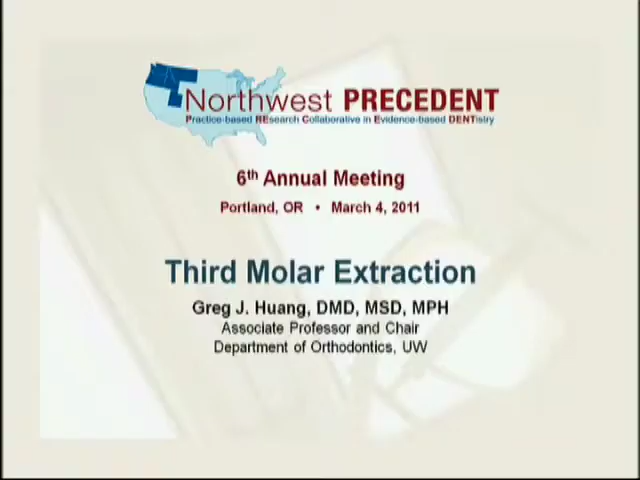 Northwest PRECEDENT
Practice-based REsearch Collaborative in Evidence-based DENTistry
6th Annual Meeting
Portland, OR • March 4, 2011
Third Molar Extraction
Greg J. Huang, DMD, MSD, MPH
Associate Professor and Chair
Department of Orthodontics, UW